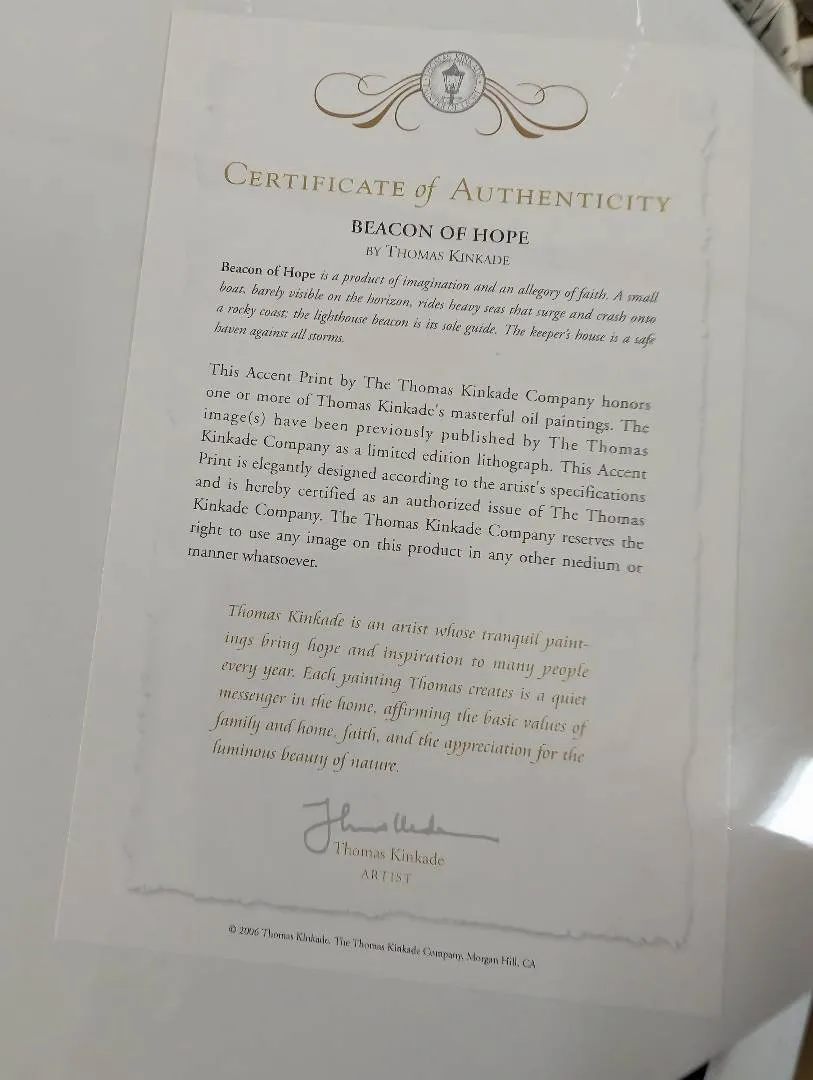 CERTIFICATE of AUTHENTICITY
BEACON OF HOPE
BY THOMAS KINKADE
Beacon of Hope is a product of imagination and an allegory of faith. A small
boat, barely visible on the horizon, rides heavy seas that surge and crash onto
a rocky coast; the lighthouse beacon is its sole guide. The keeper's house is a safe
haven against all storms.
This Accent Print by The Thomas Kinkade Company honors
one or more of Thomas Kinkade's masterful oil paintings. The
image(s) have been previously published by The Thomas
Kinkade Company as a limited edition lithograph. This Accent
Print is elegantly designed according to the artist's specifications
and is hereby certified as an authorized issue of The Thomas
Kinkade Company. The Thomas Kinkade Company reserves the
right to use any image on this product in any other medium or
manner whatsoever.
Thomas Kinkade is an artist whose tranquil paint-
ings bring hope and inspiration to many people
every year. Each painting Thomas creates is a quiet
messenger in the home, affirming the basic values of
family and home, faith, and the appreciation for the
luminous beauty of nature.
Thomas Kinkade
ARTIST
© 2006 Thomas Kinkade, The Thomas Kinkade Company, Morgan Hill, CA